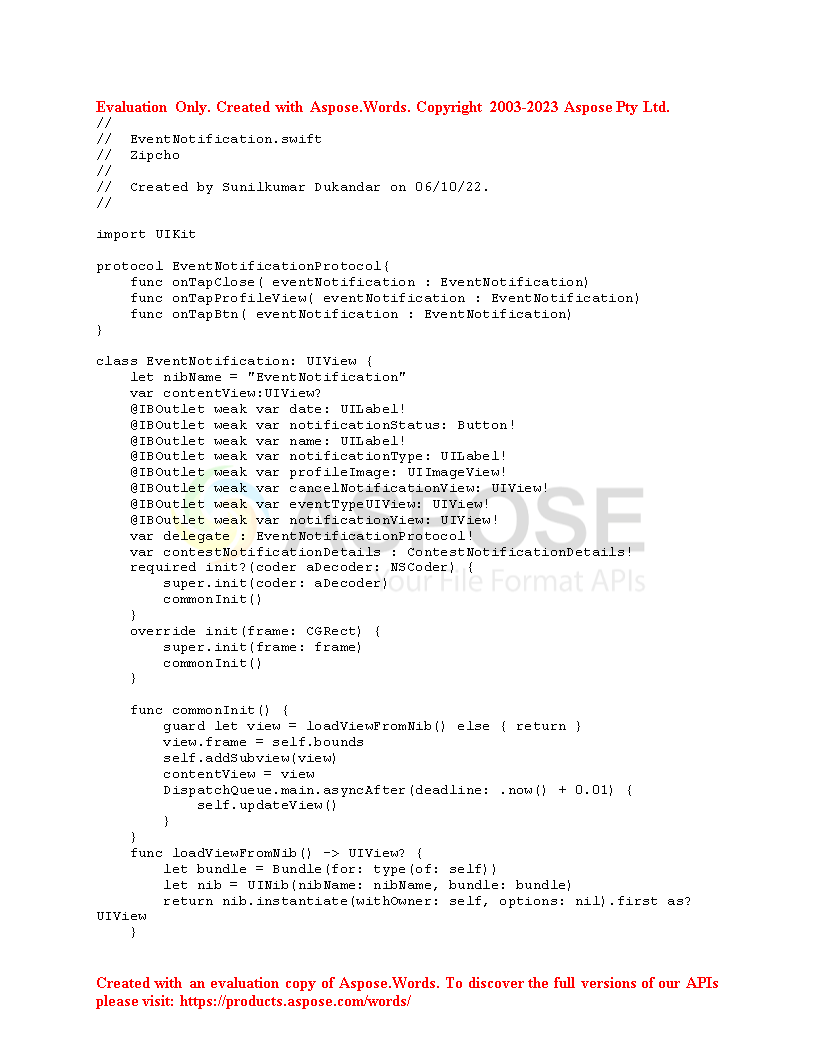 Evaluation Only. Created with Aspose.Words. Copyright 2003-2023 Aspose Pty Ltd.
//
//  EventNotification.swift
//  Zipcho
//
//  Created by Sunilkumar Dukandar on 06/10/22.
//
import UIKit
protocol EventNotificationProtocol{
    func onTapClose( eventNotification : EventNotification)
    func onTapProfileView( eventNotification : EventNotification)
    func onTapBtn( eventNotification : EventNotification)
}
class EventNotification: UIView {
    let nibName = "EventNotification"
    var contentView:UIView?
    @IBOutlet weak var date: UILabel!
    @IBOutlet weak var notificationStatus: Button!
    @IBOutlet weak var name: UILabel!
    @IBOutlet weak var notificationType: UILabel!
    @IBOutlet weak var profileImage: UIImageView!
    @IBOutlet weak var cancelNotificationView: UIView!
    @IBOutlet weak var eventTypeUIView: UIView!
    @IBOutlet weak var notificationView: UIView!
    var delegate : EventNotificationProtocol!
    var contestNotificationDetails : ContestNotificationDetails!
    required init?(coder aDecoder: NSCoder) {
        super.init(coder: aDecoder)
        commonInit()
    }
    override init(frame: CGRect) {
        super.init(frame: frame)
        commonInit()
    }
    func commonInit() {
        guard let view = loadViewFromNib() else { return }
        view.frame = self.bounds
        self.addSubview(view)
        contentView = view
        DispatchQueue.main.asyncAfter(deadline: .now() + 0.01) {
            self.updateView()
        }
    }
    func loadViewFromNib() -> UIView? {
        let bundle = Bundle(for: type(of: self))
        let nib = UINib(nibName: nibName, bundle: bundle)
        return nib.instantiate(withOwner: self, options: nil).first as?
UIView
    }
ASPOSE
Your File Format APIs
Created with an evaluation copy of Aspose.Words. To discover the full versions of our APIs
please visit: https://products.aspose.com/words/